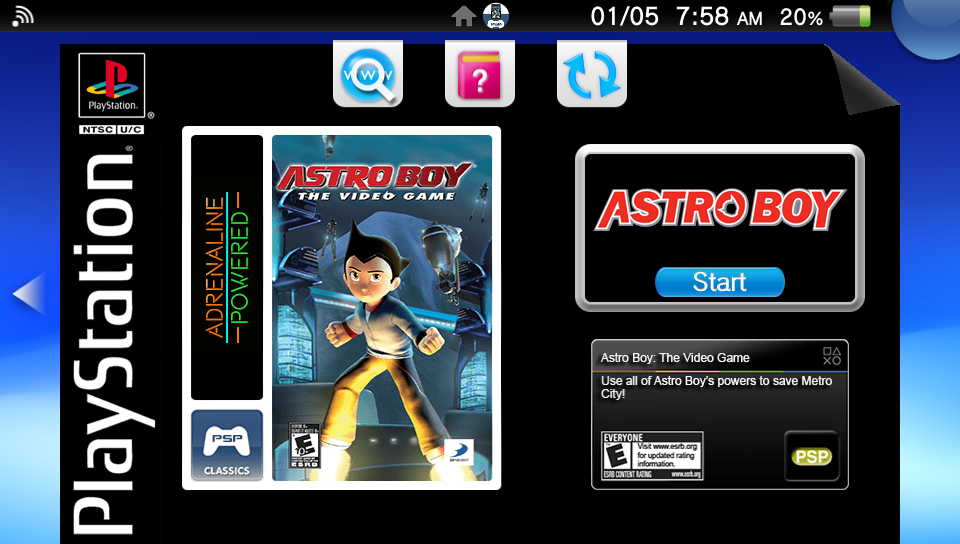 01/05 7:58 AM 20%
PlayStation®
NTSC U/C
PlayStation®
www
?
ADRENALINE
POWERED
PSP
CLASSICS
ASTRO BOY
THE VIDEO GAME
E
ESRB
ASTRO BOY
Start
Astro Boy: The Video Game
Use all of Astro Boy's powers to save Metro
City!
EVERYONE
E
Visit www.esrb.org
for updated rating
information.
ESRB CONTENT RATING www.esrb.org
PSP